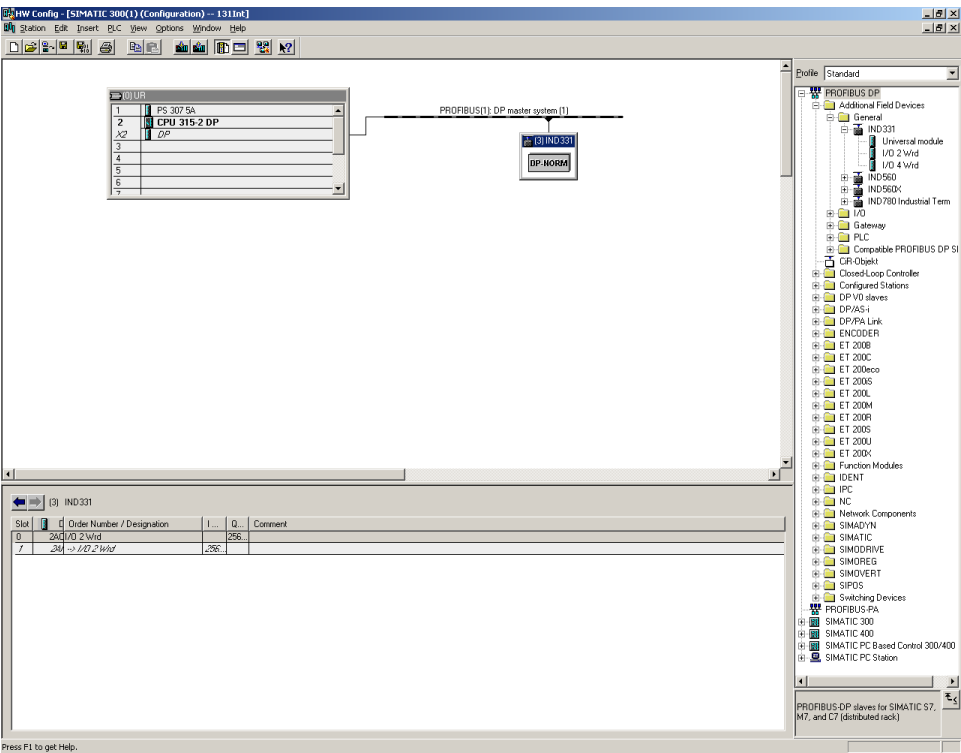 HW Config - [SIMATIC 300(1) (Configuration) -- 131Int]
Station Edit Insert PLC View Options Window Help
(0) UR
1 PS 307 5A
2 CPU 315-2 DP
X2 DP
3
4
5
6
7
PROFIBUS(1): DP master system (1)
(3) IND331
DP-NORM
Profile Standard
PROFIBUS DP
Additional Field Devices
General
IND331
Universal module
I/O 2 Wrd
I/O 4 Wrd
IND560
IND560X
IND780 Industrial Term
I/O
Gateway
PLC
Compatible PROFIBUS DP Sl
CiR-Objekt
Closed-Loop Controller
Configured Stations
DP V0 slaves
DP/AS-i
DP/PA Link
ENCODER
ET 200B
ET 200C
ET 200eco
ET 200iS
ET 200L
ET 200M
ET 200R
ET 200S
ET 200U
ET 200X
Function Modules
IDENT
IPC
NC
Network Components
SIMADYN
SIMATIC
SIMODRIVE
SIMOREG
SIMOVERT
SIPOS
Switching Devices
PROFIBUS-PA
SIMATIC 300
SIMATIC 400
SIMATIC PC Based Control 300/400
SIMATIC PC Station
PROFIBUS-DP slaves for SIMATIC S7,
M7, and C7 (distributed rack)
(3) IND331
Slot D Order Number / Designation I ... Q... Comment
0 2AD I/O 2 Wrd 256...
1 2AI --> I/O 2 Wrd 256...
Press F1 to get Help.